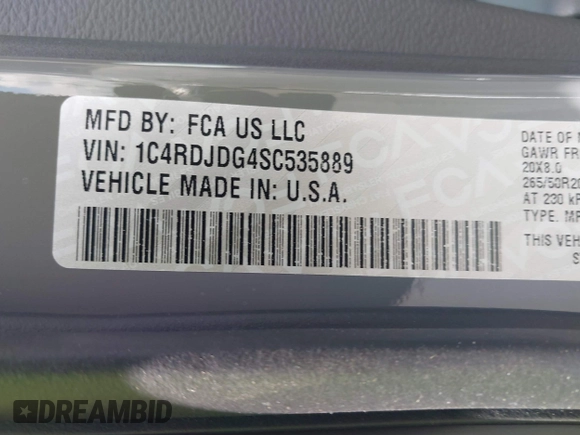 MFD BY: FCA US LLC
VIN: 1C4RDJDG4SC535889
VEHICLE MADE IN: U.S.A.
DATE OF M
GAWR FR
20X8.0
265/50R20
AT 230 kP
TYPE: MP
THIS VEH
DREAMBID